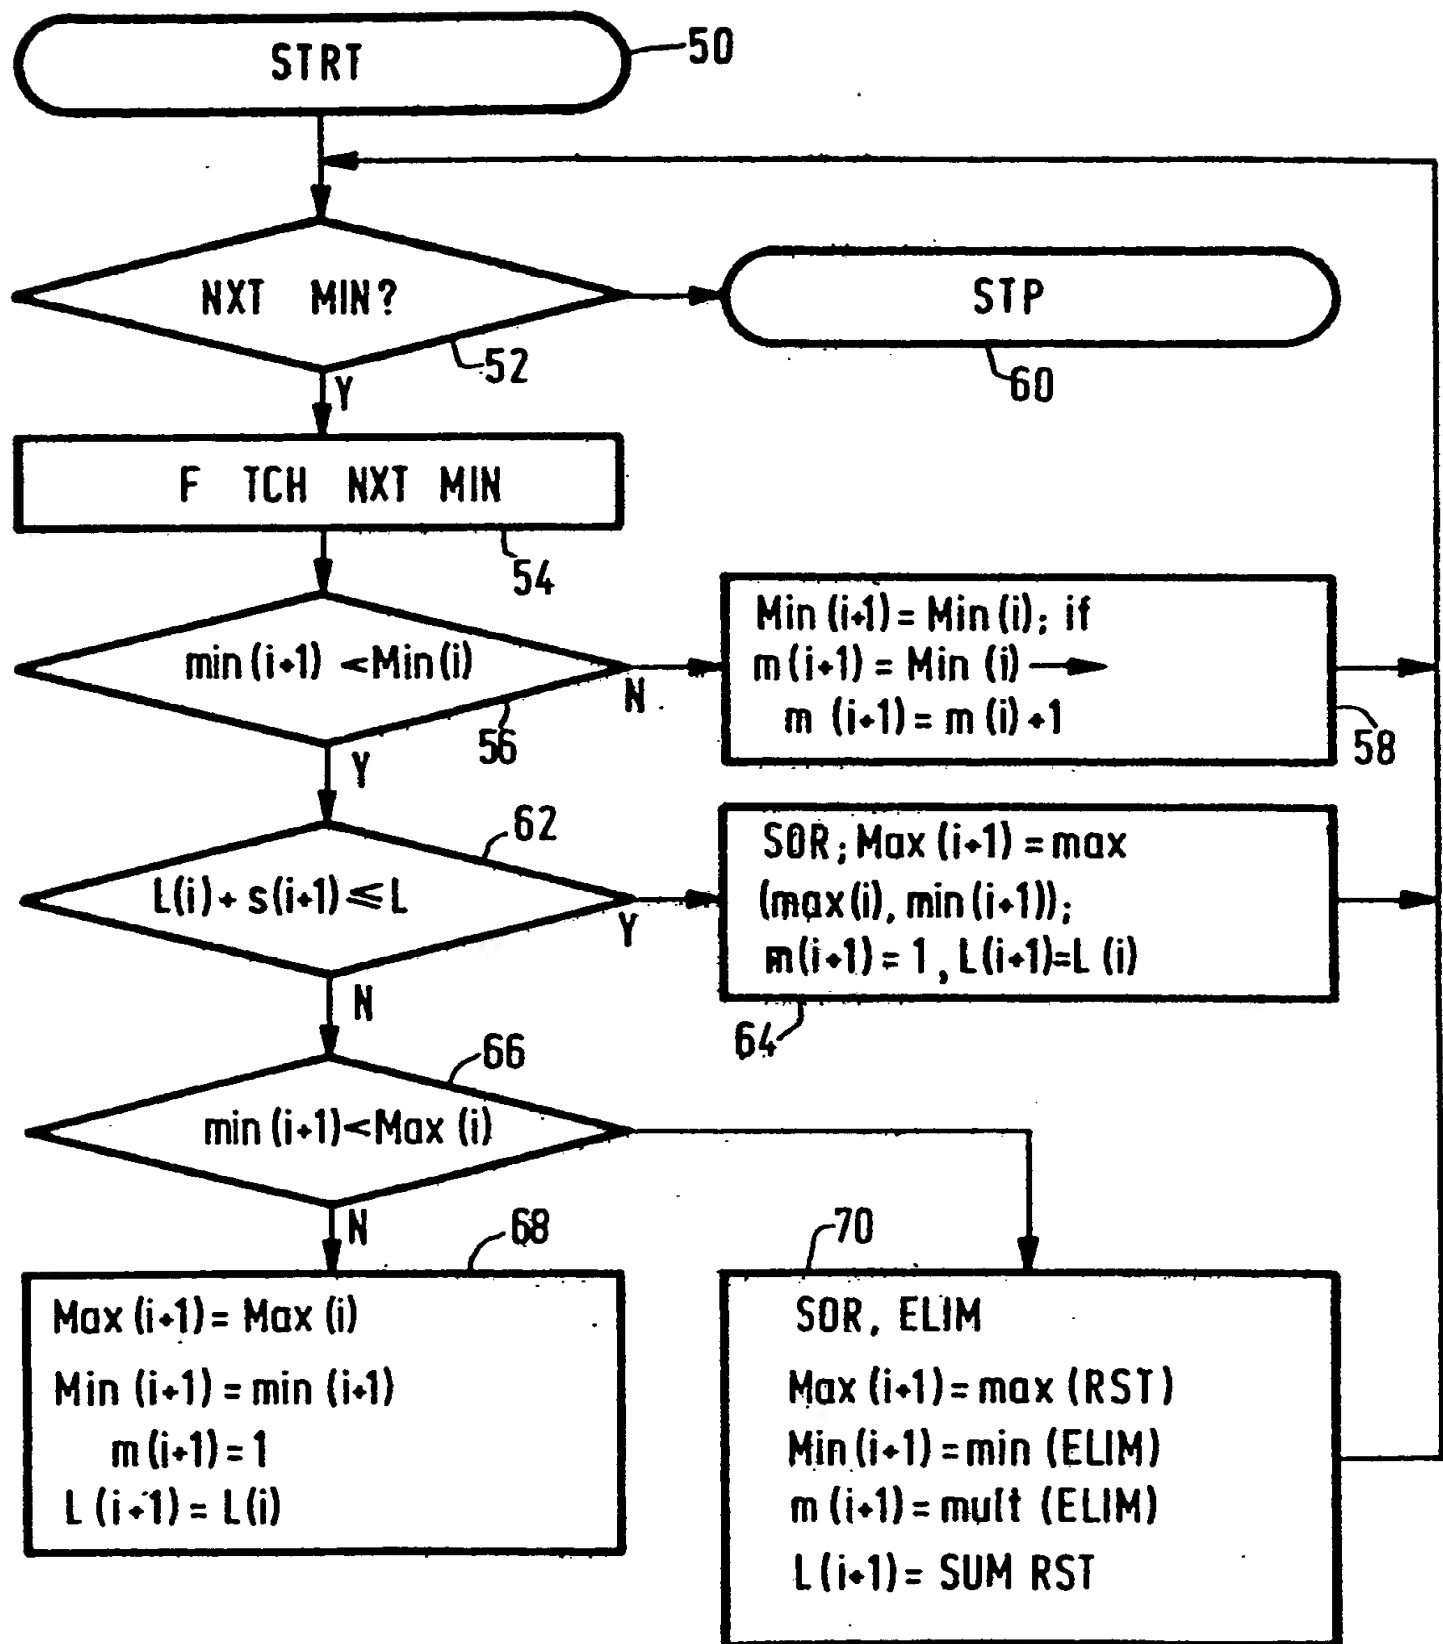 STRT
50
NXT MIN?
52
Y
STP
60
F TCH NXT MIN
54
min (i+1) <Min(i)
56
N
Y
Min (i+1) = Min(i); if
m(i+1) = Min (i) →
m (i+1) = m(i)+1
58
62
L(i)+ s(i+1) ≤ L
Y
N
SOR; Max (i+1) = max
(max(i), min(i+1));
m(i+1) = 1, L(i+1)=L (i)
64
66
min (i+1)<Max (i)
N
68
Max (i+1)= Max (i)
Min (i+1) = min (i+1)
m (i+1) = 1
L (i+1) = L(i)
70
SOR, ELIM
Max (i+1)= max (RST)
Min (i+1) = min (ELIM)
m (i+1) = mult (ELIM)
L (i+1) = SUM RST